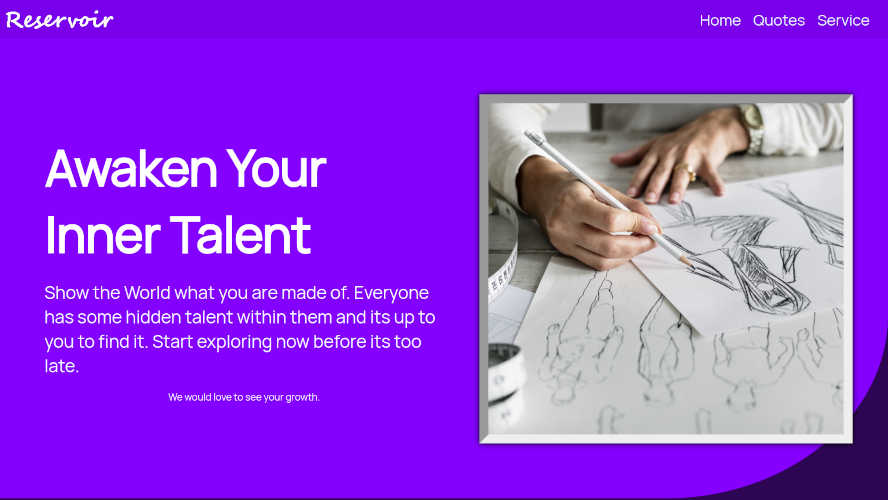 Reservoir
Home Quotes Service
Awaken Your
Inner Talent
Show the World what you are made of. Everyone
has some hidden talent within them and its up to
you to find it. Start exploring now before its too
late.
We would love to see your growth.